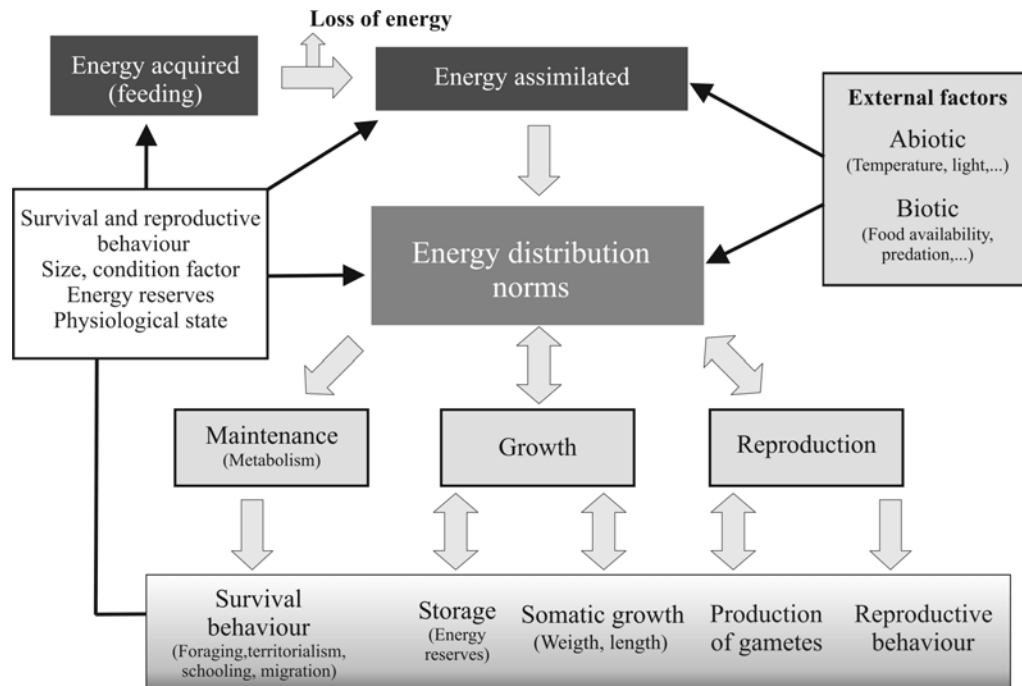 Loss of energy
Energy acquired
(feeding)
Energy assimilated
External factors
Abiotic
(Temperature, light,...)
Biotic
(Food availability,
predation,...)
Survival and reproductive
behaviour
Size, condition factor
Energy reserves
Physiological state
Energy distribution
norms
Maintenance
(Metabolism)
Growth
Reproduction
Survival
behaviour
(Foraging,territorialism,
schooling, migration)
Storage
(Energy
reserves)
Somatic growth
(Weigth, length)
Production
of gametes
Reproductive
behaviour